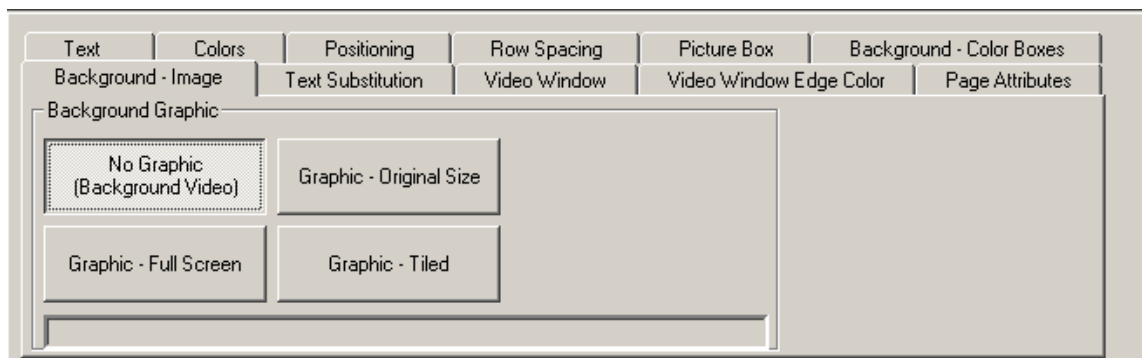 Text Colors Positioning Row Spacing Picture Box Background - Color Boxes
Background - Image Text Substitution Video Window Video Window Edge Color Page Attributes
Background Graphic
No Graphic
(Background Video)
Graphic - Original Size
Graphic - Full Screen
Graphic - Tiled